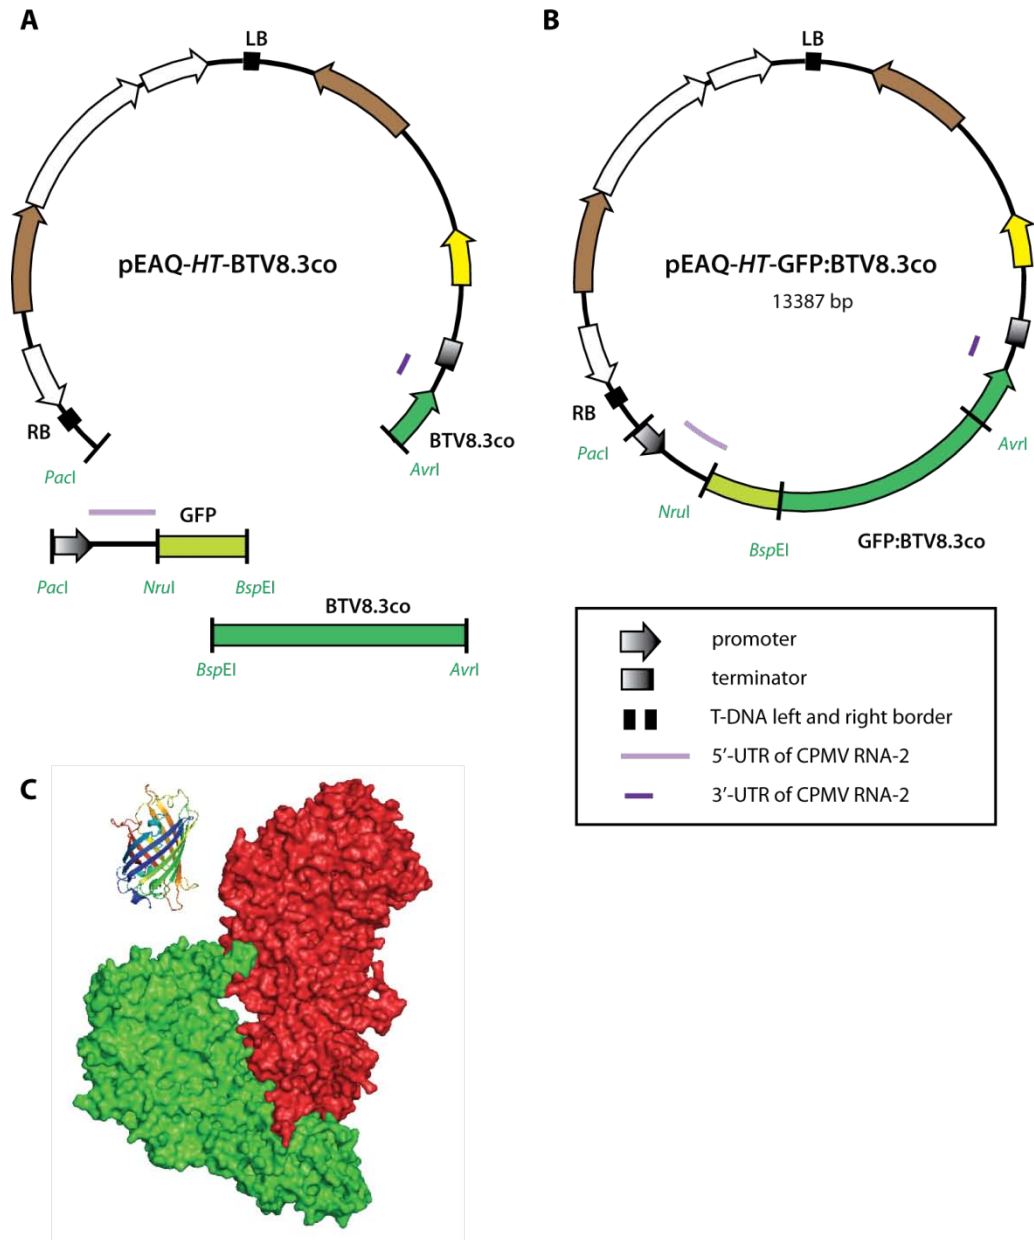 A
LB
pEAQ-HT-BTV8.3co
RB
PacI
BTV8.3co
AvrI
GFP
PacI
NruI
BspEI
BTV8.3co
BspEI
AvrI
B
LB
pEAQ-HT-GFP:BTV8.3co
13387 bp
RB
PacI
NruI
BspEI
AvrI
GFP:BTV8.3co
promoter
terminator
T-DNA left and right border
5′-UTR of CPMV RNA-2
3′-UTR of CPMV RNA-2
C